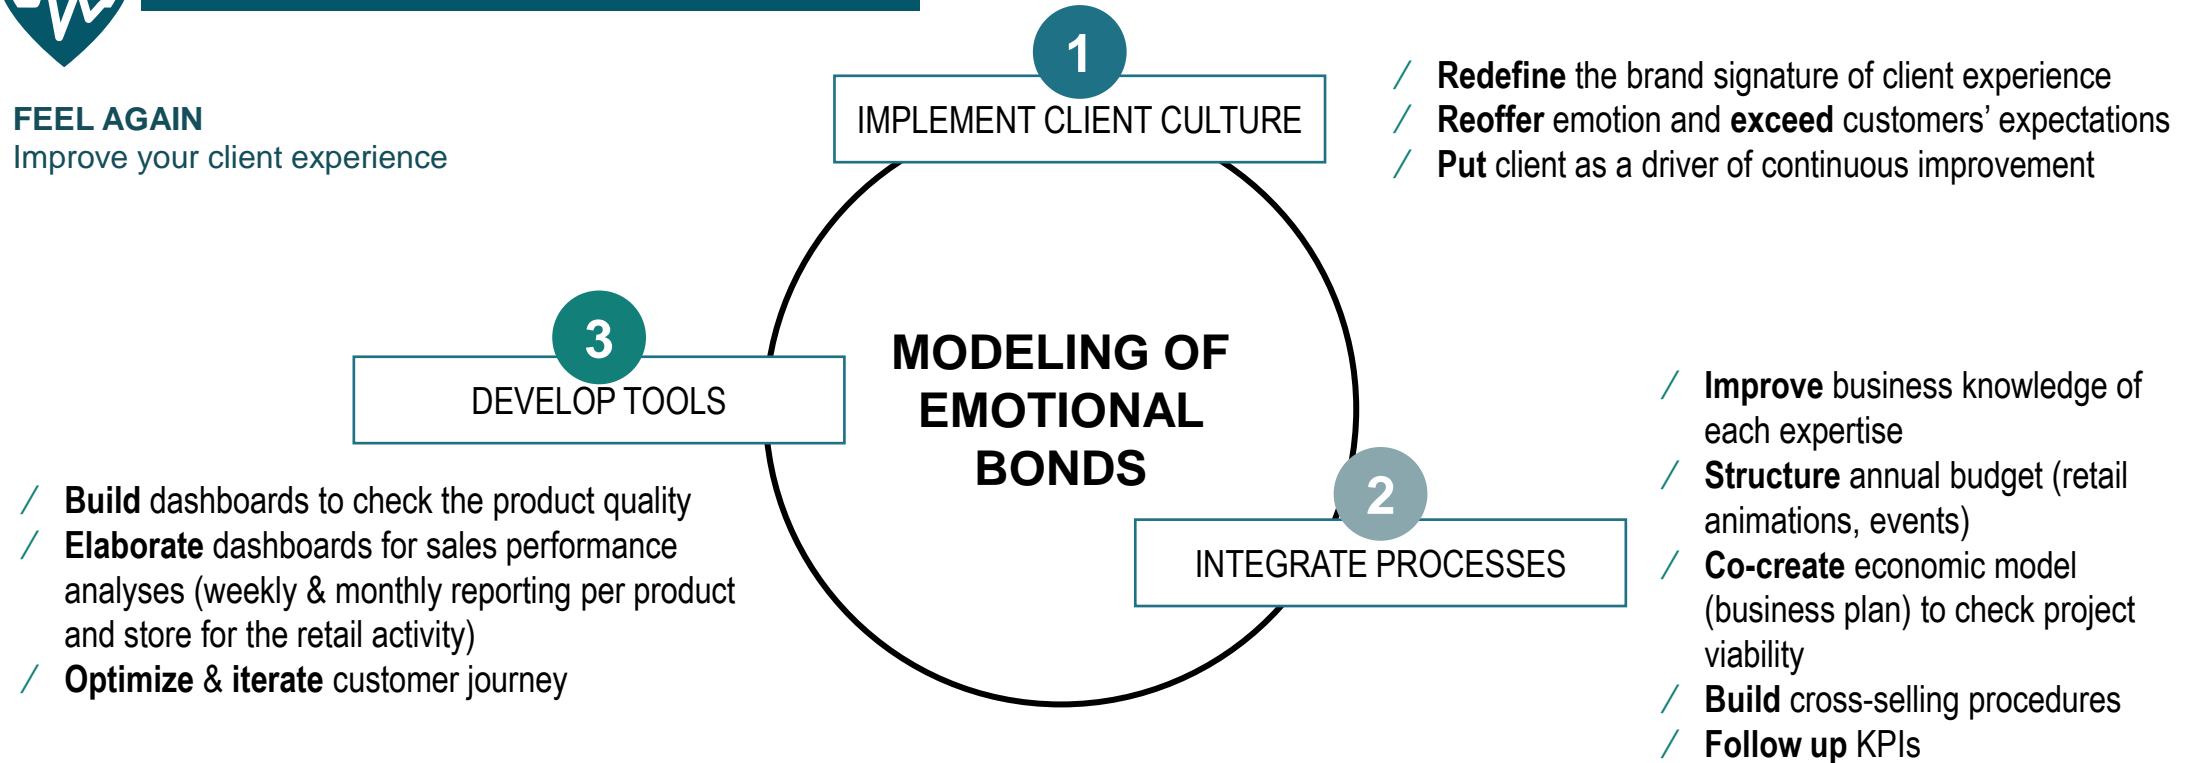 FEEL AGAIN
Improve your client experience
1
IMPLEMENT CLIENT CULTURE
/ Redefine the brand signature of client experience
/ Reoffer emotion and exceed customers’ expectations
/ Put client as a driver of continuous improvement
MODELING OF
EMOTIONAL
BONDS
2
INTEGRATE PROCESSES
/ Improve business knowledge of
each expertise
/ Structure annual budget (retail
animations, events)
/ Co-create economic model
(business plan) to check project
viability
/ Build cross-selling procedures
/ Follow up KPIs
3
DEVELOP TOOLS
/ Build dashboards to check the product quality
/ Elaborate dashboards for sales performance
analyses (weekly & monthly reporting per product
and store for the retail activity)
/ Optimize & iterate customer journey